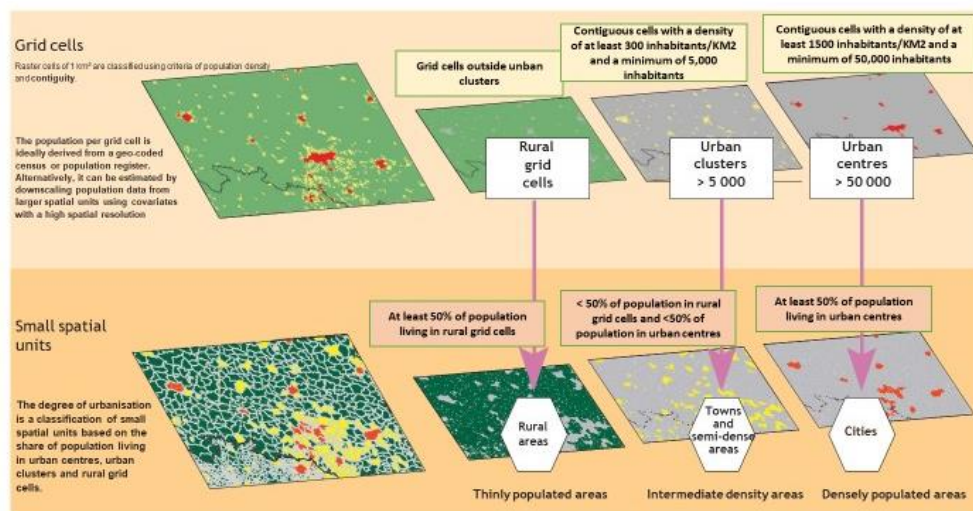 Grid cells
Raster cells of 1 km² are classified using criteria of population density
and contiguity.
The population per grid cell is
ideally derived from a geo-coded
census or population register.
Alternatively, it can be estimated by
downscaling population data from
larger spatial units using covariates
with a high spatial resolution
Grid cells outside urban
clusters
Contiguous cells with a density
of at least 300 inhabitants/KM2
and a minimum of 5,000
inhabitants
Contiguous cells with a density of at
least 1500 inhabitants/KM2 and a
minimum of 50,000 inhabitants
Rural
grid
cells
Urban
clusters
> 5 000
Urban
centres
> 50 000
Small spatial
units
The degree of urbanisation
is a classification of small
spatial units based on the
share of population living
in urban centres, urban
clusters and rural grid
cells.
At least 50% of population
living in rural grid cells
< 50% of population in rural
grid cells and <50% of
population in urban centres
At least 50% of population
living in urban centres
Rural
areas
Towns
and
semi-dense
areas
Cities
Thinly populated areas
Intermediate density areas
Densely populated areas